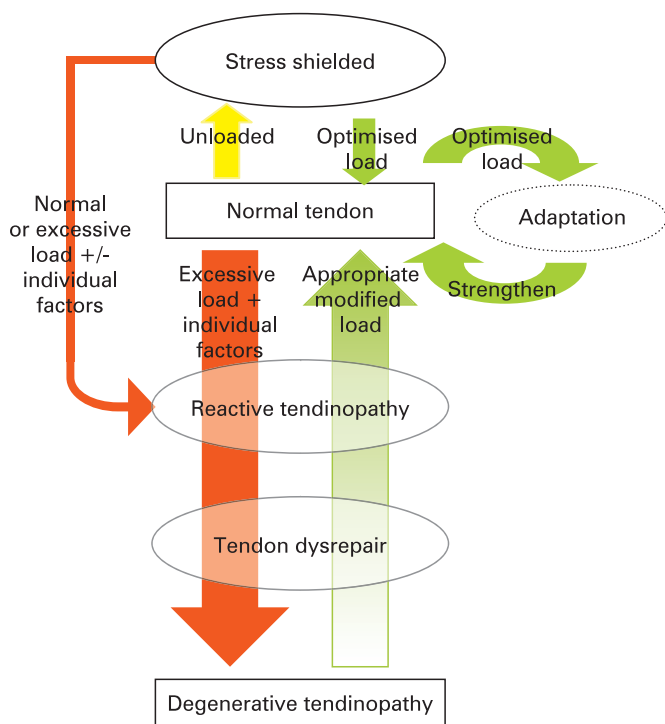 Stress shielded
Unloaded
Optimised
load
Optimised
load
Normal
or excessive
load +/-
individual
factors
Normal tendon
Adaptation
Excessive
load +
individual
factors
Appropriate
modified
load
Strengthen
Reactive tendinopathy
Tendon dysrepair
Degenerative tendinopathy